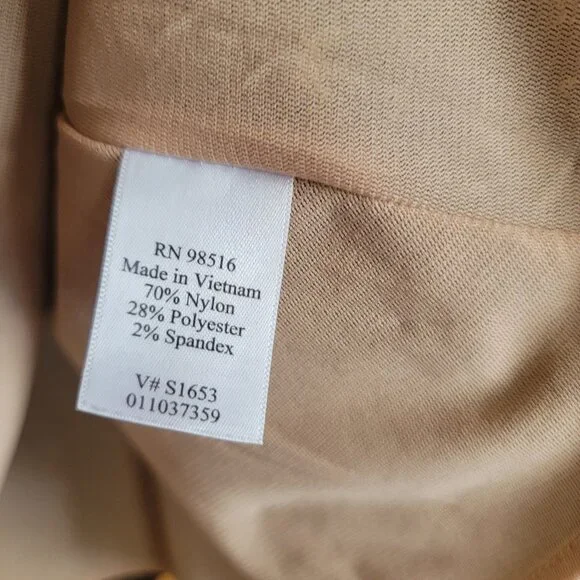 RN 98516
Made in Vietnam
70% Nylon
28% Polyester
2% Spandex
V# S1653
011037359